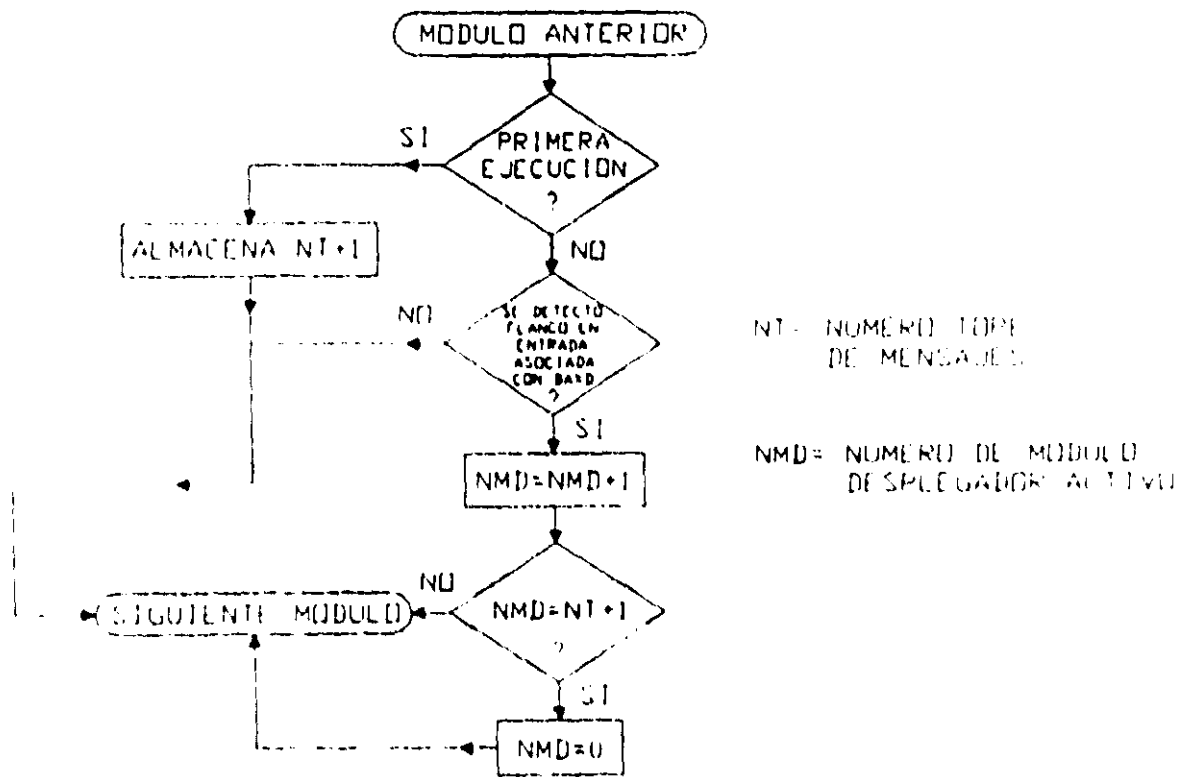 MODULO ANTERIOR
SI
PRIMERA
EJECUCION
?
ALMACENA NT+1
NO
NO
SE DETECTO
FLANCO EN
ENTRADA
ASOCIADA
CON BAXD
?
NT= NUMERO TOPE
DE MENSAJES
SI
NMD=NMD+1
NMD= NUMERO DE MODULO
DESPLEGADOR ACTIVO
NO
SIGUIENTE MODULO
NMD=NT+1
?
SI
NMD=0